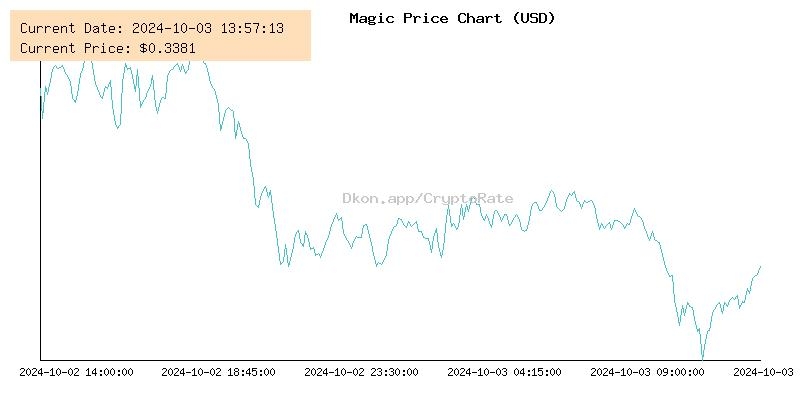 Magic Price Chart (USD)
Current Date: 2024-10-03 13:57:13
Current Price: $0.3381
Dkon.app/CryptoRate
2024-10-02 14:00:00 2024-10-02 18:45:00 2024-10-02 23:30:00 2024-10-03 04:15:00 2024-10-03 09:00:00 2024-10-03